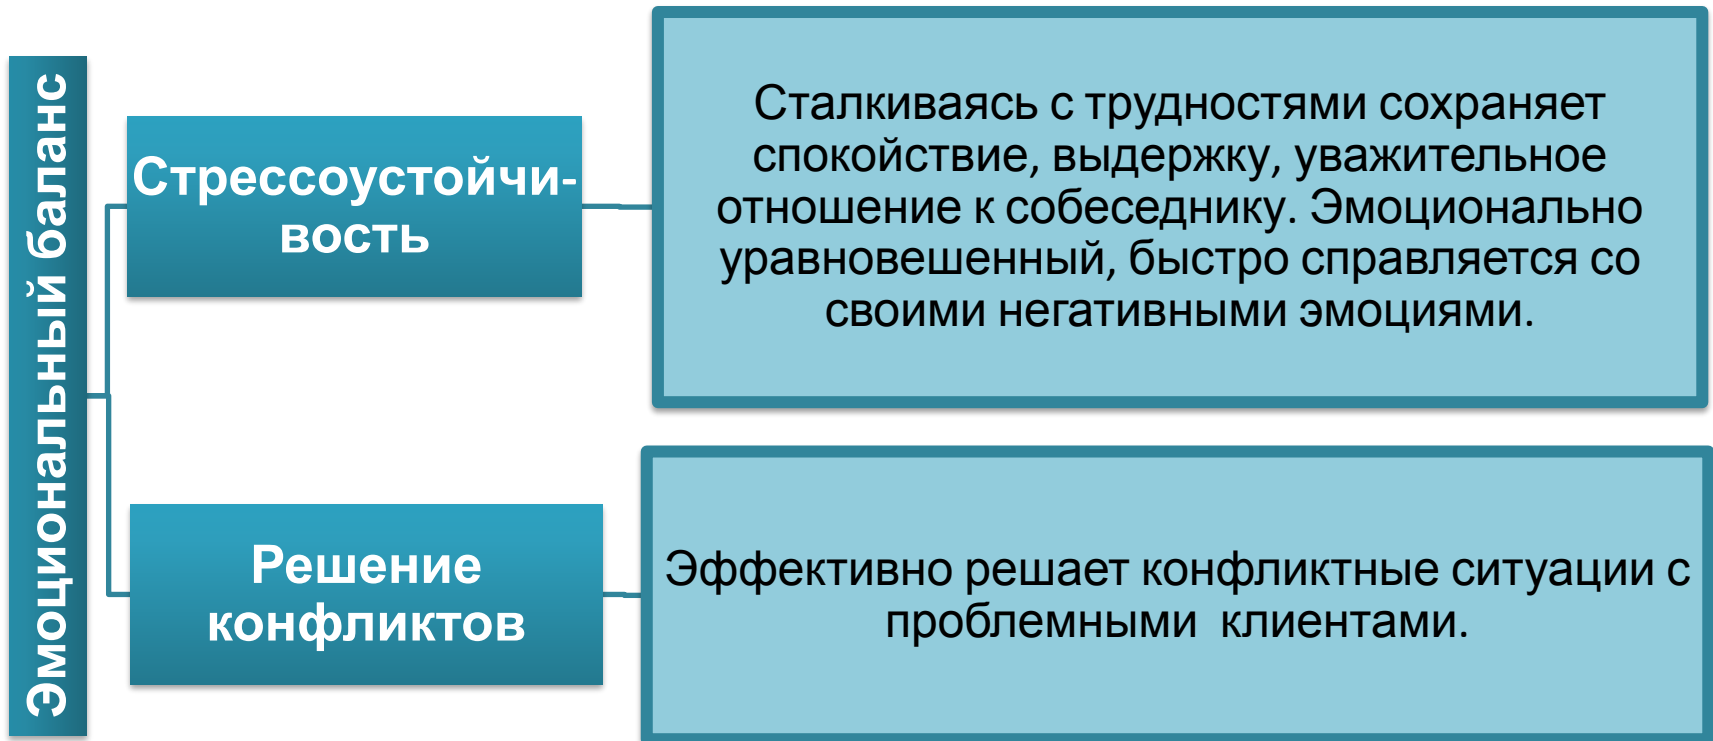 Эмоциональный баланс
Стрессоустойчи-
вость
Сталкиваясь с трудностями сохраняет
спокойствие, выдержку, уважительное
отношение к собеседнику. Эмоционально
уравновешенный, быстро справляется со
своими негативными эмоциями.
Решение
конфликтов
Эффективно решает конфликтные ситуации с
проблемными  клиентами.